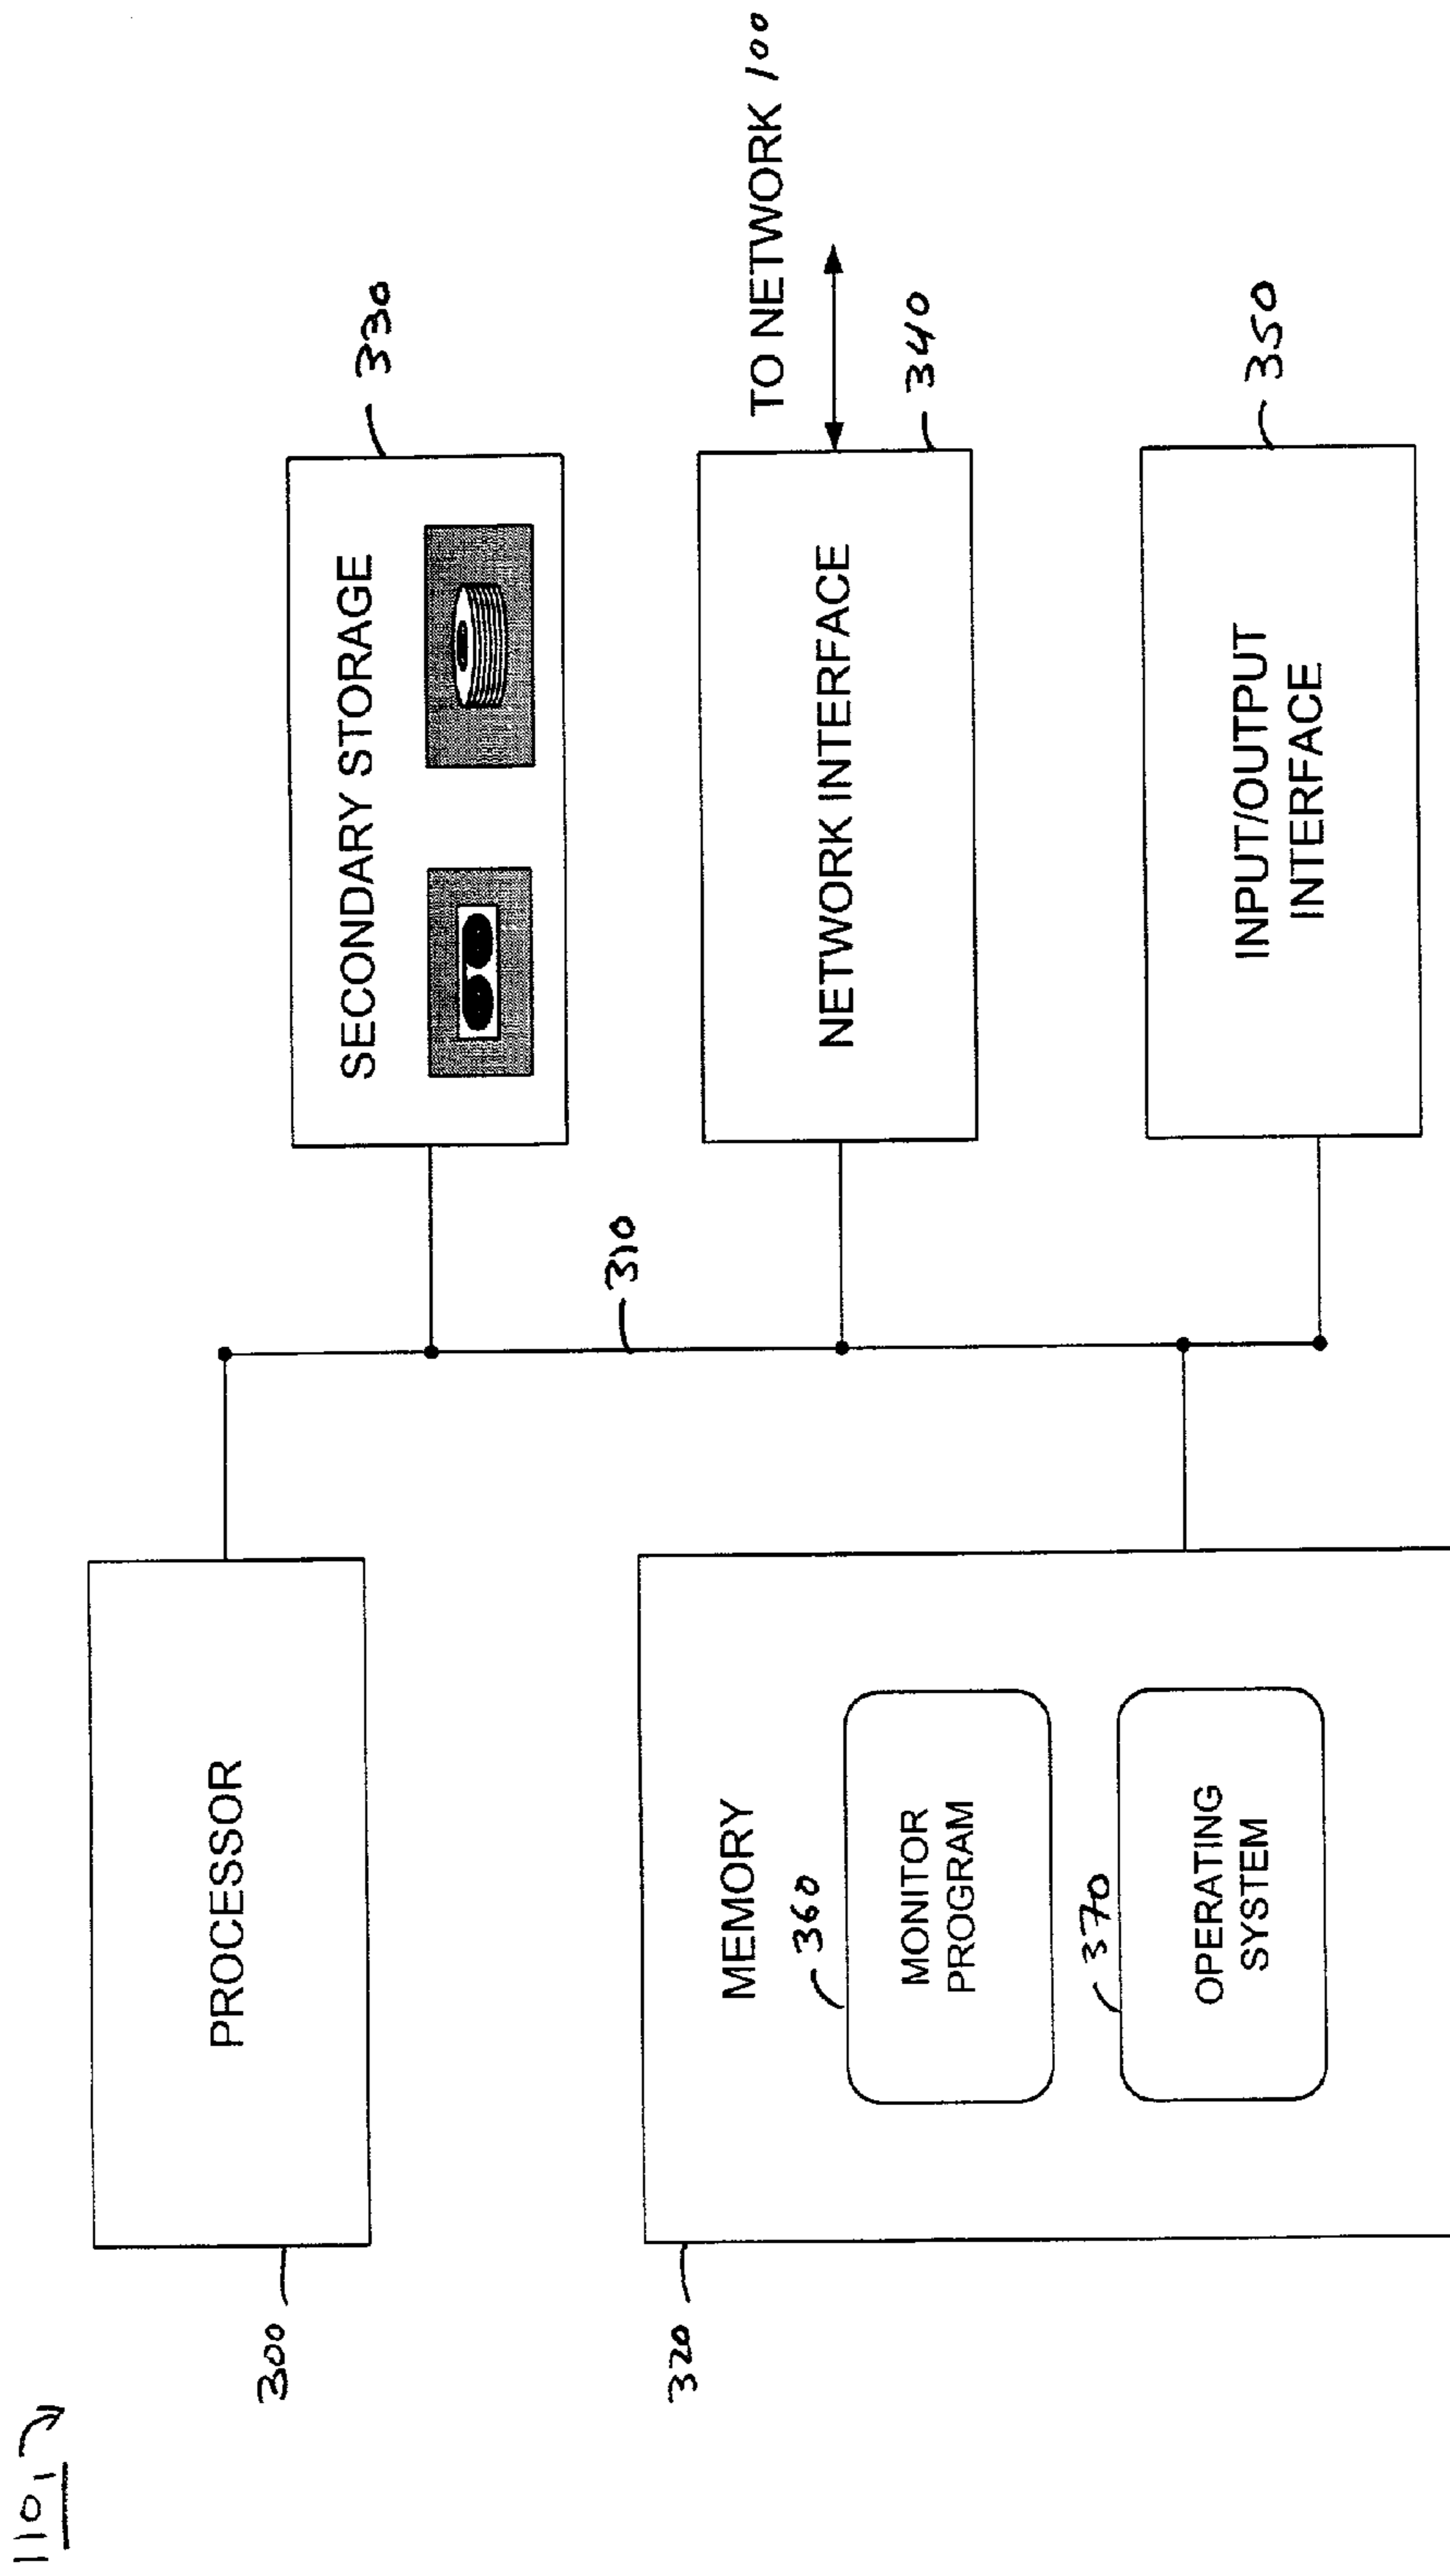 110₁
300
PROCESSOR
320
MEMORY
360
MONITOR
PROGRAM
370
OPERATING
SYSTEM
310
SECONDARY STORAGE
330
NETWORK INTERFACE
340
TO NETWORK 100
INPUT/OUTPUT
INTERFACE
350